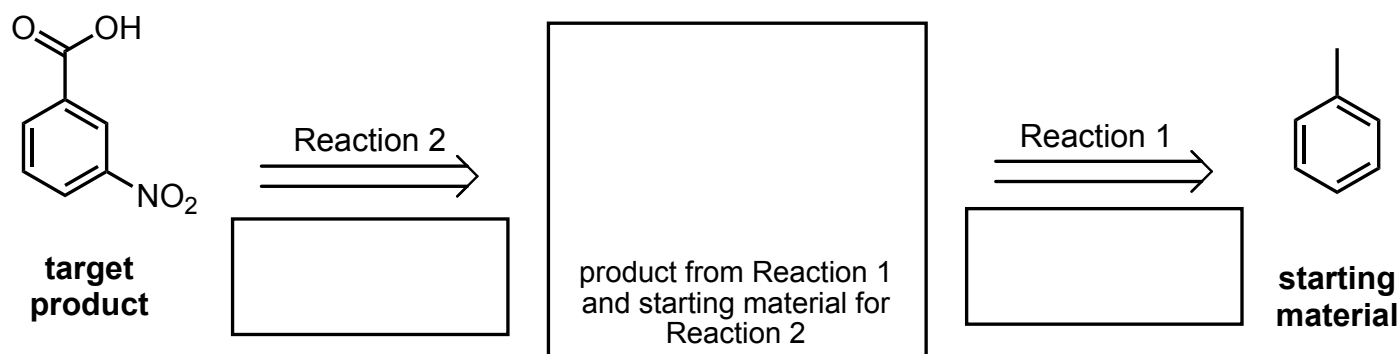 O
OH
NO2
target
product
Reaction 2
product from Reaction 1
and starting material for
Reaction 2
Reaction 1
starting
material